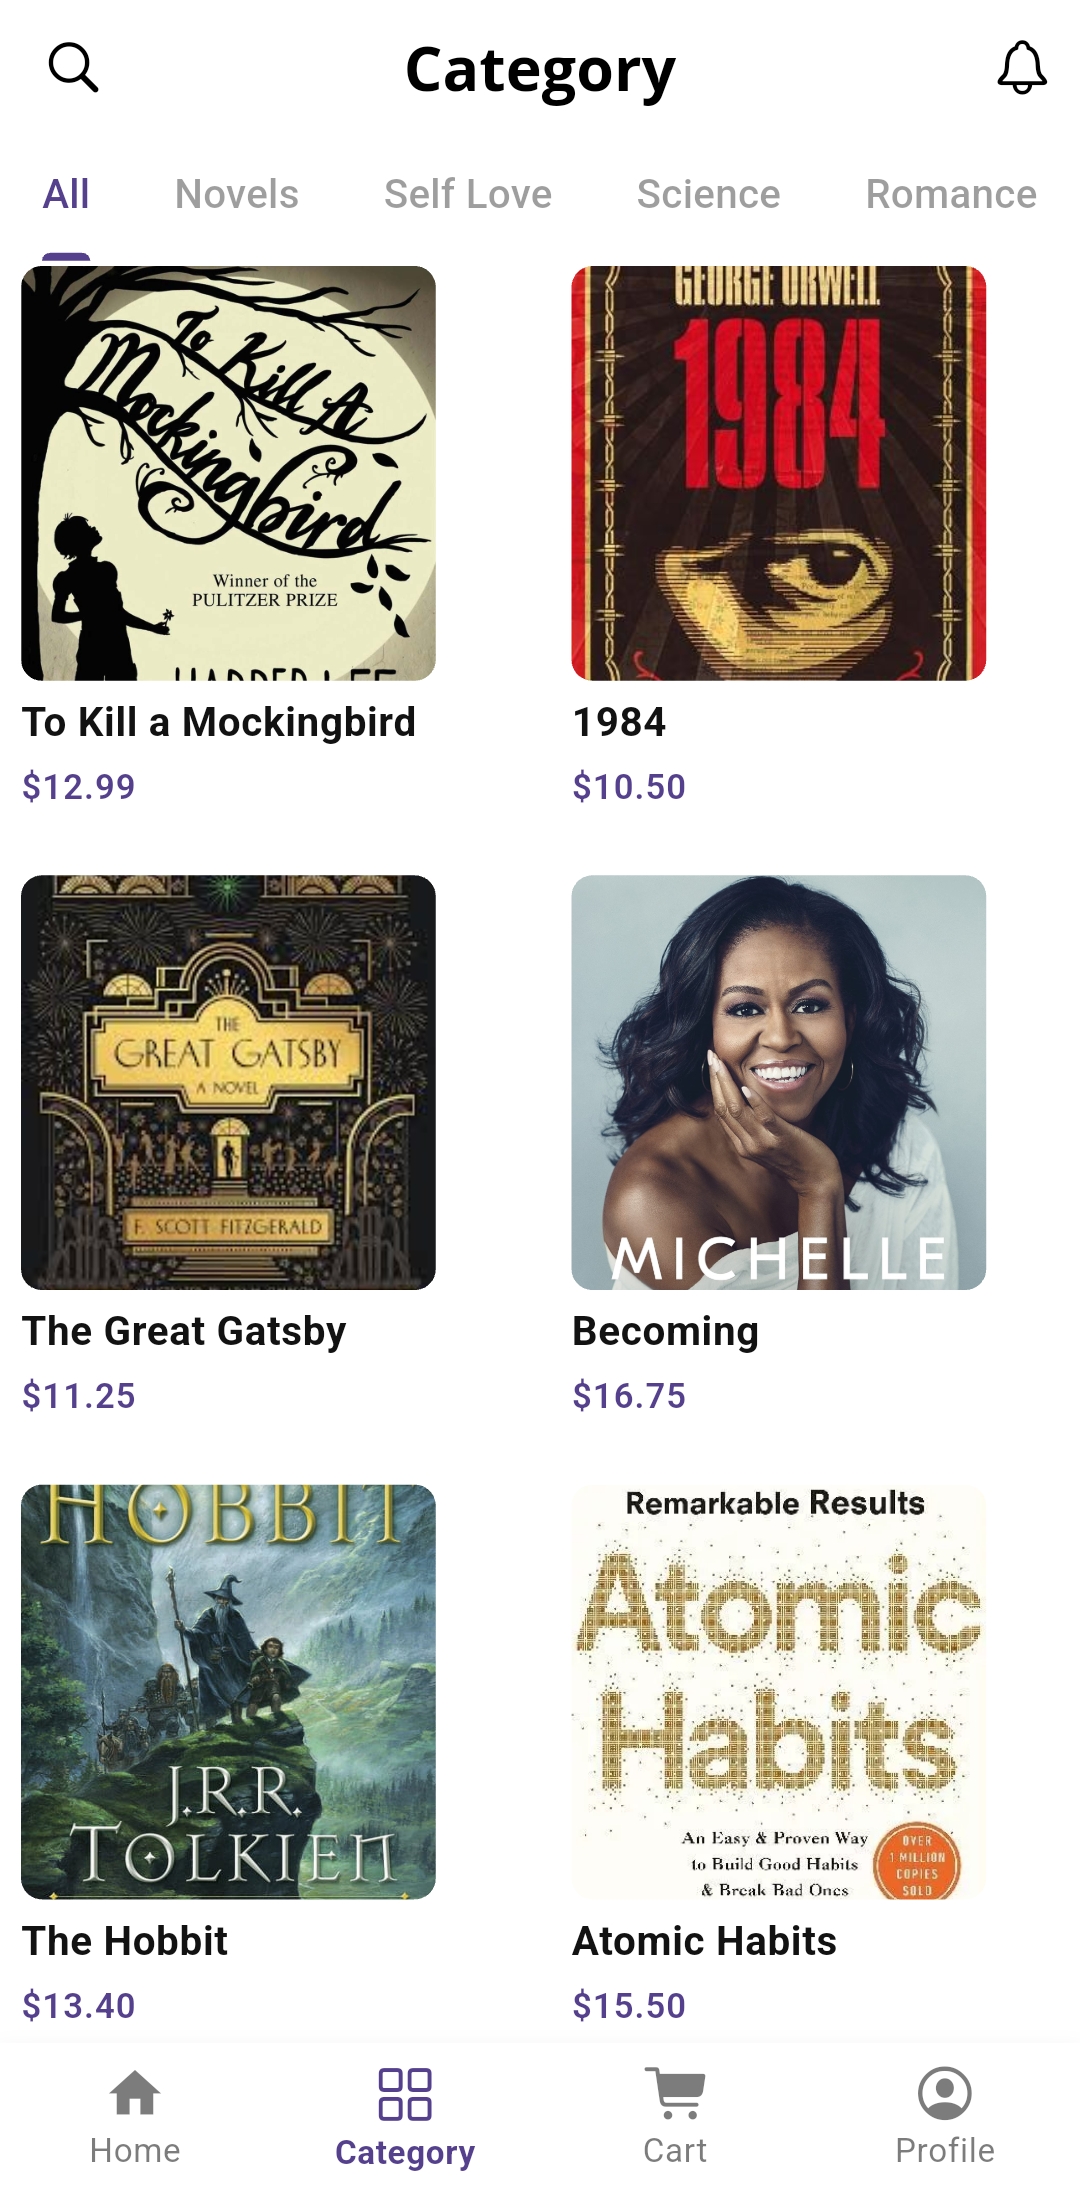 Category
All Novels Self Love Science Romance
To Kill A
Mockingbird
Winner of the
PULITZER PRIZE
HARPER LEE
To Kill a Mockingbird
$12.99
GEORGE ORWELL
1984
1984
$10.50
THE
GREAT GATSBY
A NOVEL
F. SCOTT FITZGERALD
The Great Gatsby
$11.25
MICHELLE
Becoming
$16.75
HOBBIT
J.R.R.
TOLKIEN
The Hobbit
$13.40
Remarkable Results
Atomic
Habits
An Easy & Proven Way
to Build Good Habits
& Break Bad Ones
OVER
1 MILLION
COPIES
SOLD
Atomic Habits
$15.50
Home Category Cart Profile